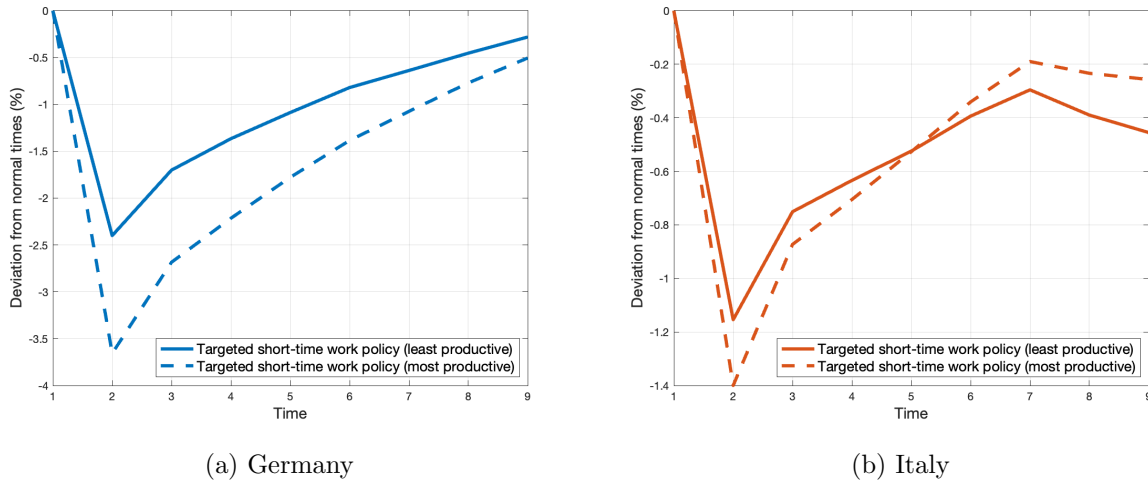 0
-0.5
-1
-1.5
-2
-2.5
-3
-3.5
-4
Deviation from normal times (%)
1 2 3 4 5 6 7 8 9
Time
Targeted short-time work policy (least productive)
Targeted short-time work policy (most productive)
(a) Germany
0
-0.2
-0.4
-0.6
-0.8
-1
-1.2
-1.4
Deviation from normal times (%)
1 2 3 4 5 6 7 8 9
Time
Targeted short-time work policy (least productive)
Targeted short-time work policy (most productive)
(b) Italy